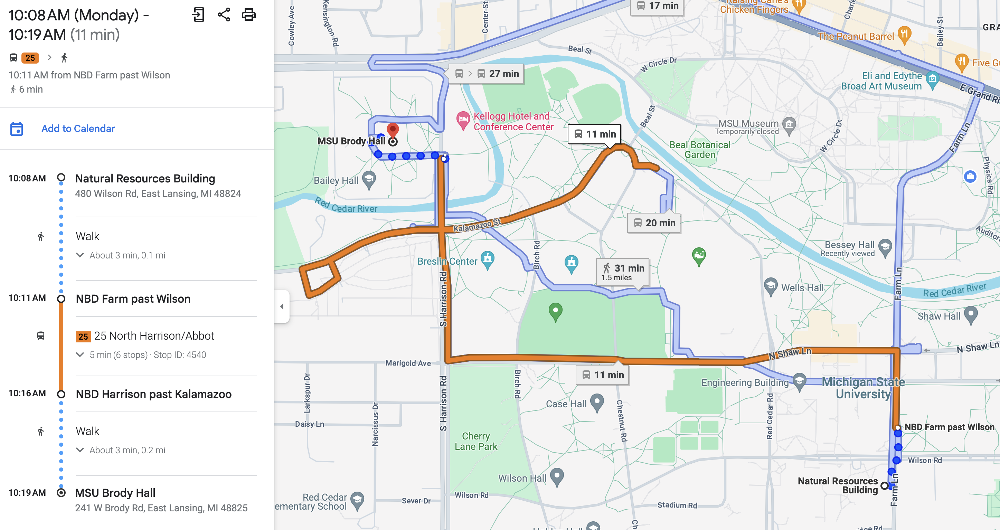 10:08 AM (Monday) -
10:19 AM (11 min)
25
10:11 AM from NBD Farm past Wilson
6 min
Add to Calendar
10:08 AM
Natural Resources Building
480 Wilson Rd, East Lansing, MI 48824
Walk
About 3 min, 0.1 mi
10:11 AM
NBD Farm past Wilson
25 25 North Harrison/Abbot
5 min (6 stops) · Stop ID: 4540
10:16 AM
NBD Harrison past Kalamazoo
Walk
About 3 min, 0.2 mi
10:19 AM
MSU Brody Hall
241 W Brody Rd, East Lansing, MI 48825
Cowley Ave
Kensington Rd
Center St
17 min
Raising Cane's
Chicken Fingers
Bailey St
The Peanut Barrel
Five
Beal St
W Circle Dr
27 min
Eli and Edythe
Broad Art Museum
Kellogg Hotel and
Conference Center
11 min
Beal St
MSU Museum
Temporarily closed
W Circle Dr
Farm Ln
MSU Brody Hall
Beal Botanical
Garden
Physics Rd
Bailey Hall
Red Cedar River
Kalamazoo St
20 min
Bessey Hall
Recently viewed
Breslin Center
Birch Rd
31 min
1.5 miles
S Harrison Rd
Wells Hall
Farm Ln
Red Cedar River
Shaw Hall
N Shaw Ln
N Shaw Ln
Marigold Ave
11 min
Engineering Building
Michigan State
University
Larkspur Dr
S Harrison Rd
Birch Rd
Case Hall
Chestnut Rd
Red Cedar Rd
Daisy Ln
Narcissus Dr
Cherry
Lane Park
NBD Farm past Wilson
Wilson Rd
Wilson Hall
Natural Resources
Building
Farm Ln
Red Cedar
ementary School
Sever Dr
Wilson Rd
Stadium Rd